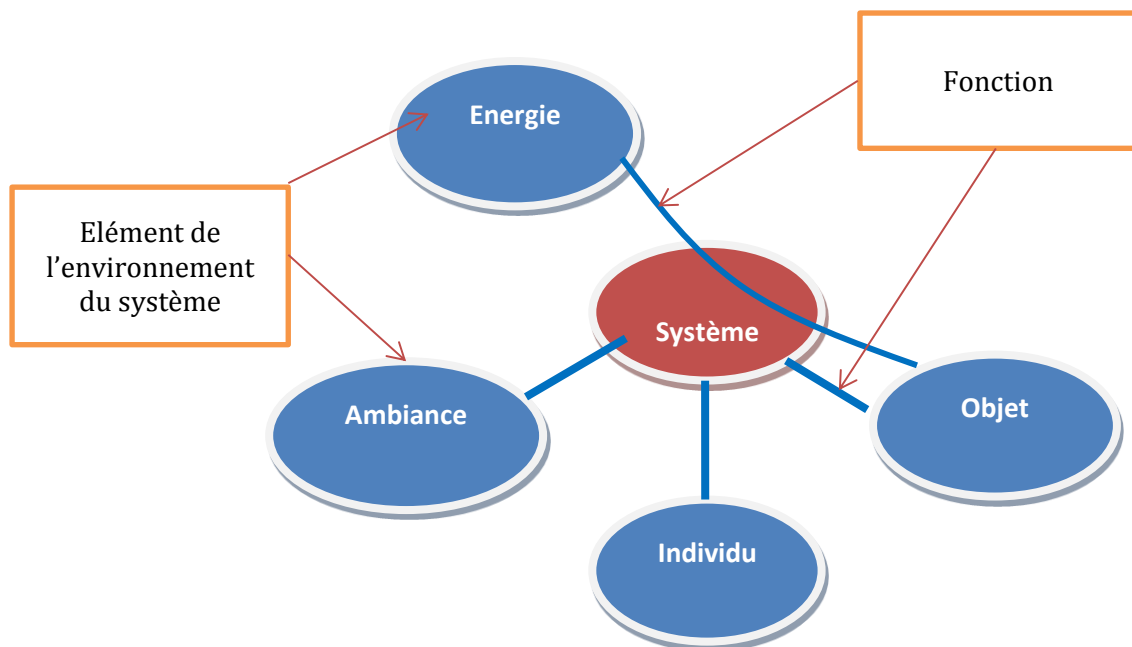 Energie
Fonction
Elément de
l’environnement
du système
Système
Ambiance
Objet
Individu